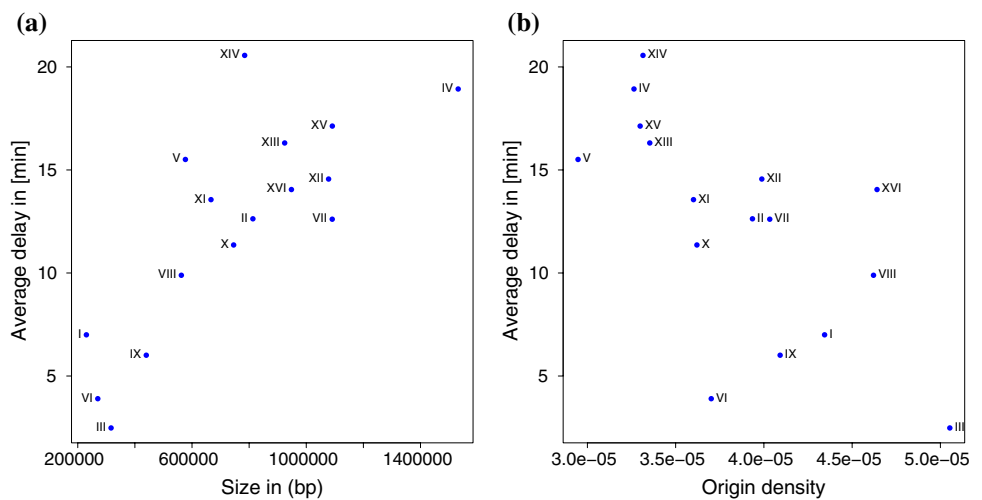 (a)
(b)
XIV
IV
XV
XIII
V
XII
XVI
XI
II
VII
X
VIII
I
IX
VI
III
20
15
10
5
Average delay in [min]
200000 600000 1000000 1400000
Size in (bp)
XIV
IV
XV
XIII
V
XII
XVI
XI
II
VII
X
VIII
I
IX
VI
III
20
15
10
5
Average delay in [min]
3.0e−05 3.5e−05 4.0e−05 4.5e−05 5.0e−05
Origin density